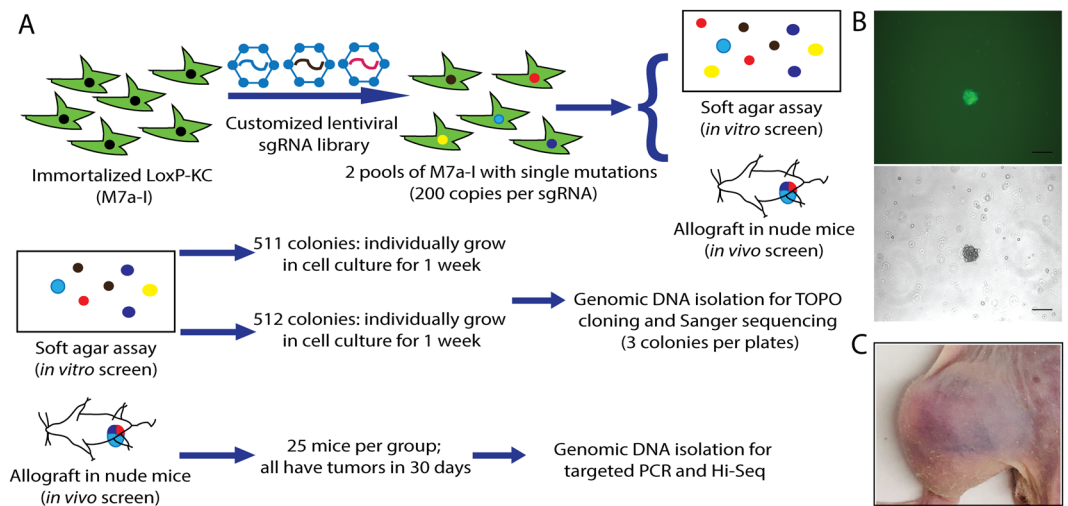 A
Immortalized LoxP-KC
(M7a-I)
Customized lentiviral
sgRNA library
2 pools of M7a-I with single mutations
(200 copies per sgRNA)
Soft agar assay
(in vitro screen)
Allograft in nude mice
(in vivo screen)
B
Soft agar assay
(in vitro screen)
511 colonies: individually grow
in cell culture for 1 week
512 colonies: individually grow
in cell culture for 1 week
Genomic DNA isolation for TOPO
cloning and Sanger sequencing
(3 colonies per plates)
Allograft in nude mice
(in vivo screen)
25 mice per group;
all have tumors in 30 days
Genomic DNA isolation for
targeted PCR and Hi-Seq
C